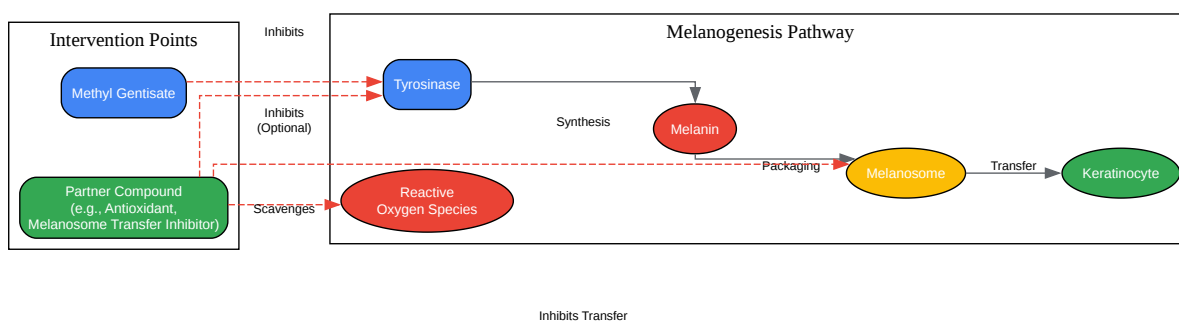 Intervention Points
Melanogenesis Pathway
Inhibits
Methyl Gentisate
Tyrosinase
Inhibits
(Optional)
Synthesis
Melanin
Packaging
Melanosome
Transfer
Keratinocyte
Partner Compound
(e.g., Antioxidant,
Melanosome Transfer Inhibitor)
Scavenges
Reactive
Oxygen Species
Inhibits Transfer